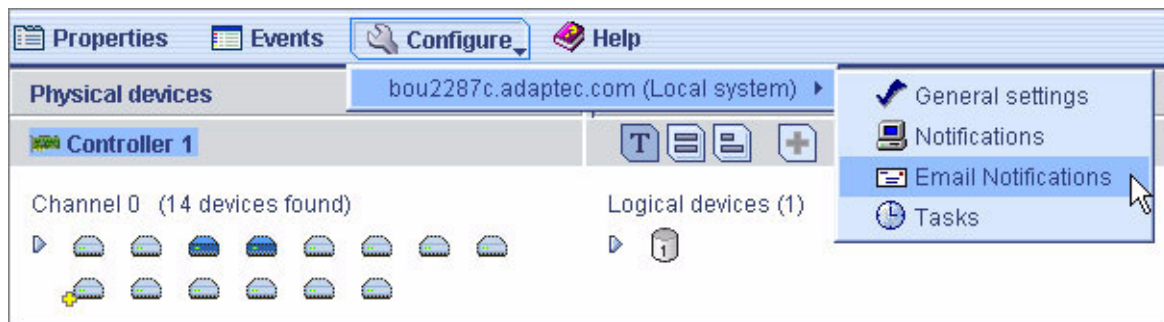 Properties Events Configure Help
Physical devices
bou2287c.adaptec.com (Local system)
General settings
Notifications
Email Notifications
Tasks
Controller 1
T
Channel 0 (14 devices found)
Logical devices (1)
1